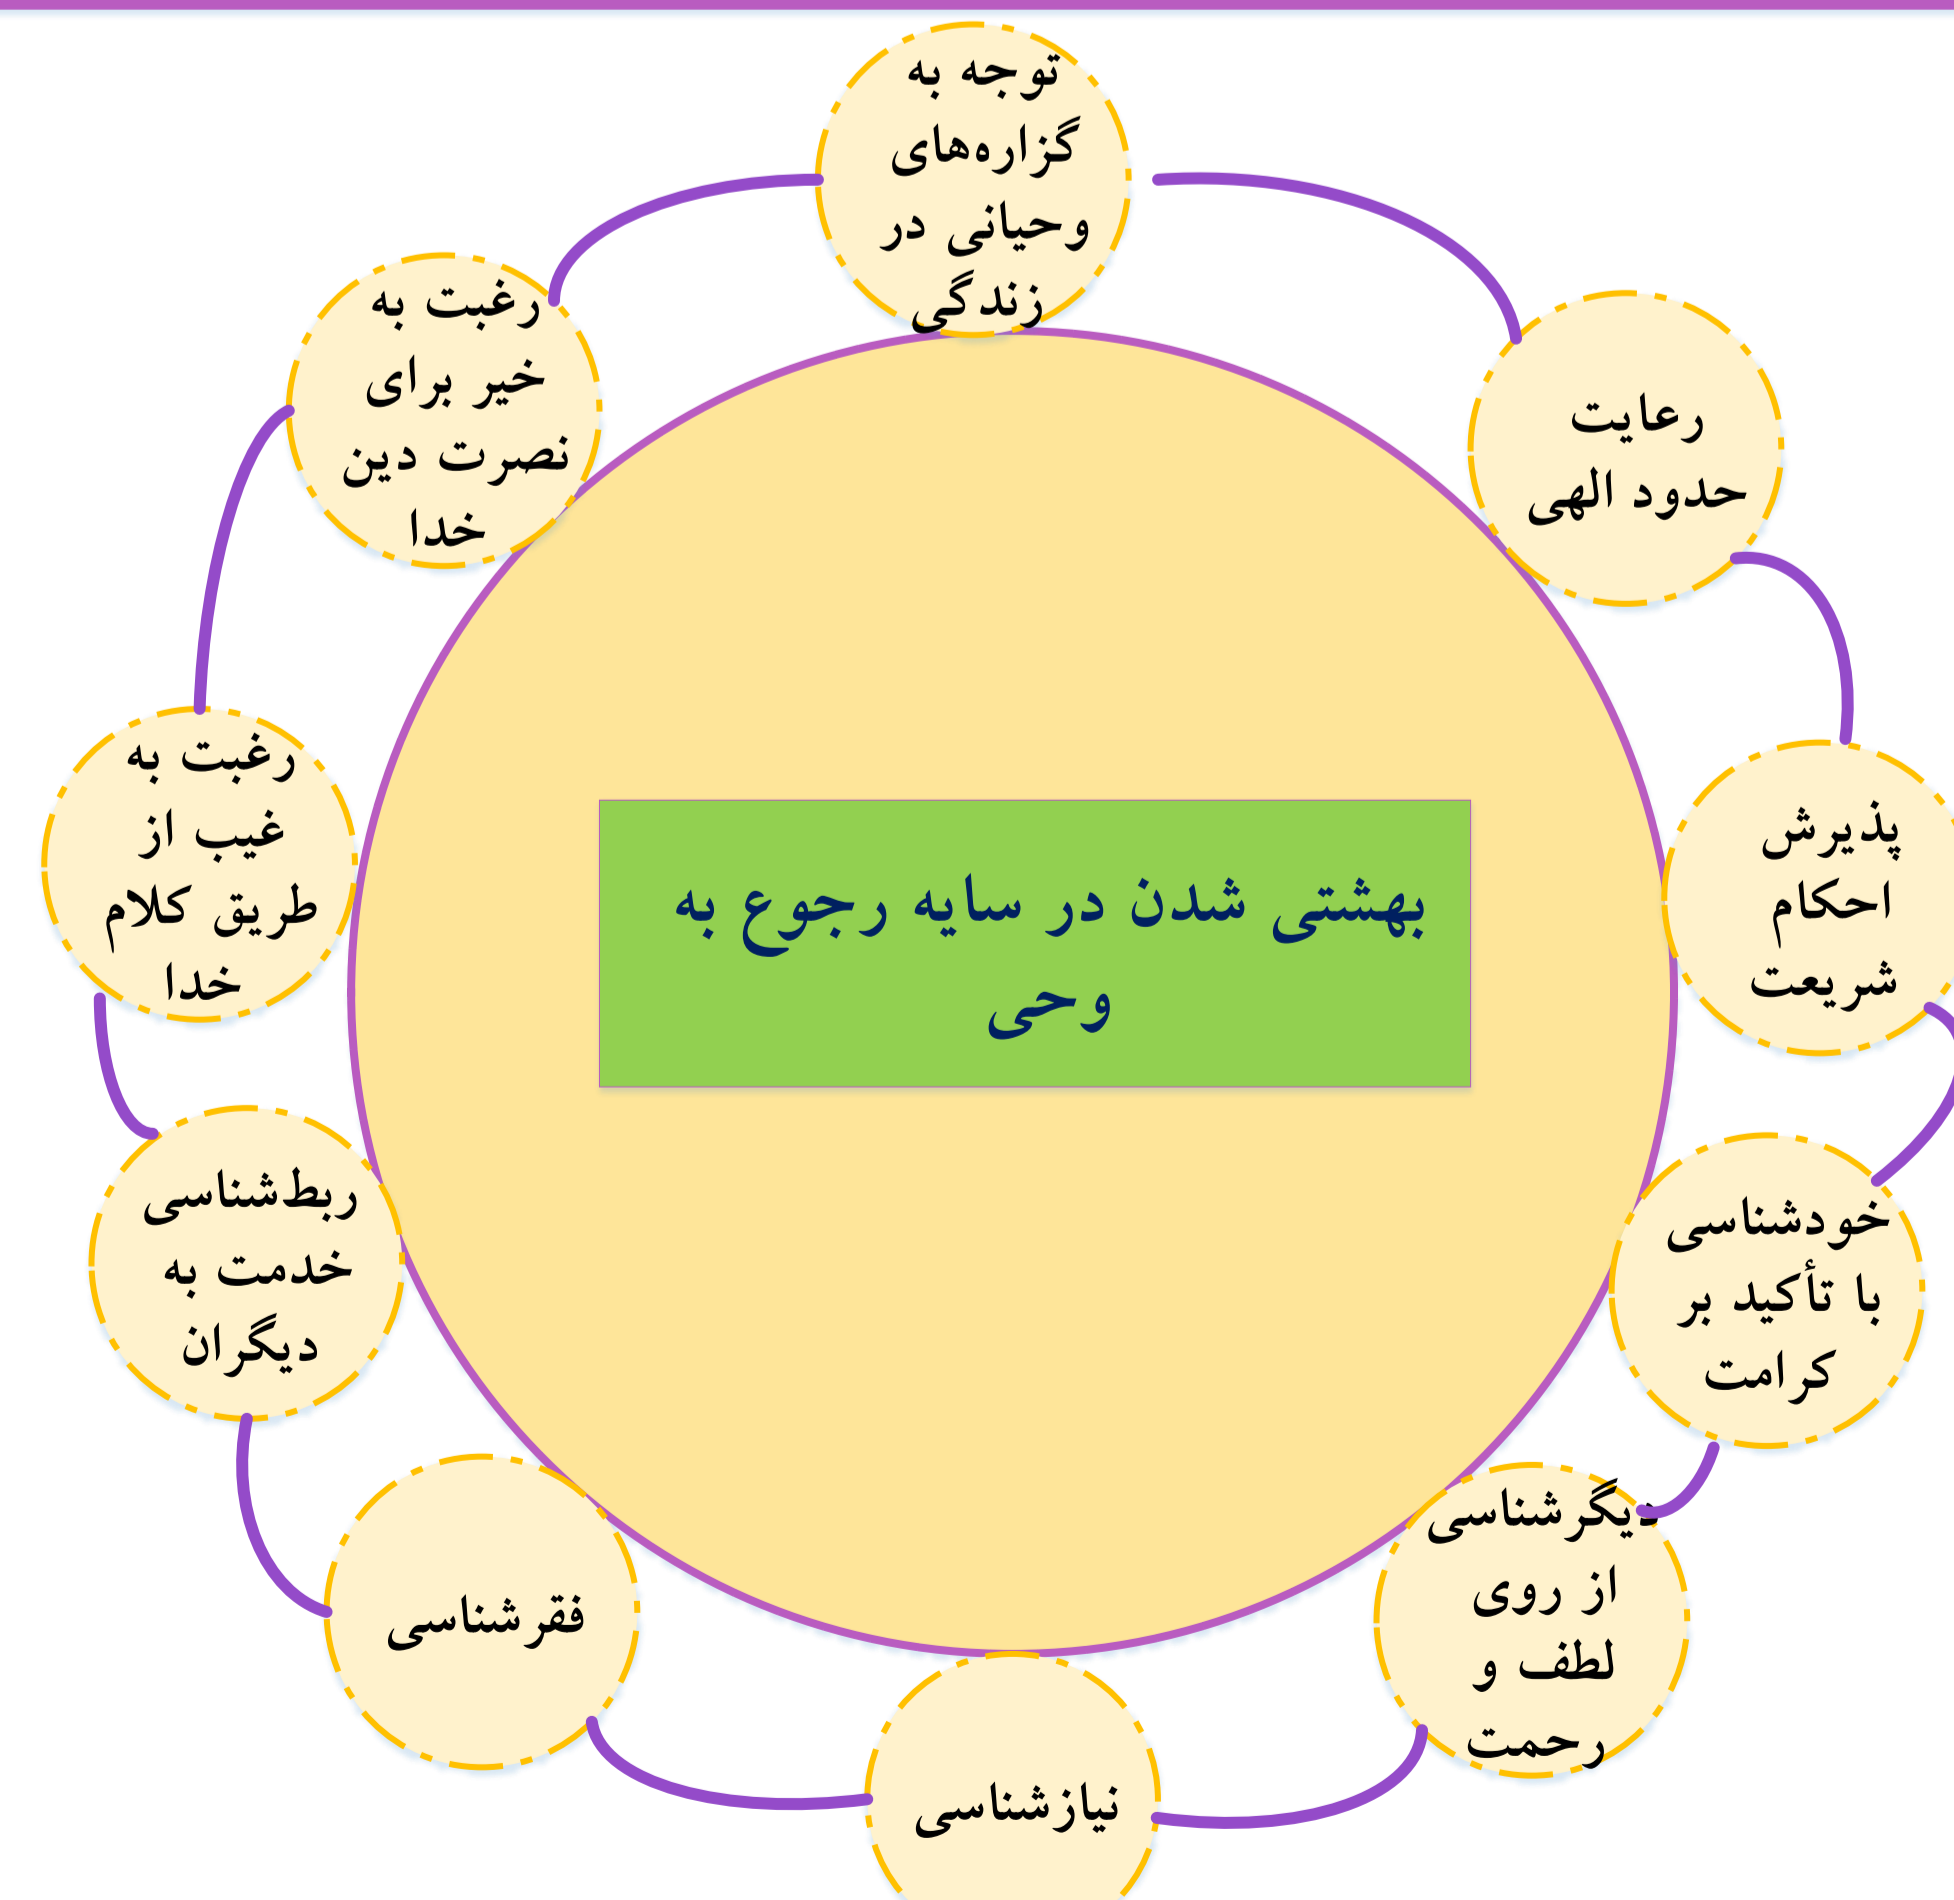 توجه به
گزاره‌های
وحیانی در
زندگی
رعایت
حدود الهی
پذیرش
احکام
شریعت
خودشناسی
با تأکید بر
کرامت
دیگرشناسی
از روی
لطف و
رحمت
نیازشناسی
فقرشناسی
ربط‌شناسی
خدمت به
دیگران
رغبت به
غیب از
طریق کلام
خدا
رغبت به
خیر برای
نصرت دین
خدا
بهشتی شدن در سایه رجوع به
وحی